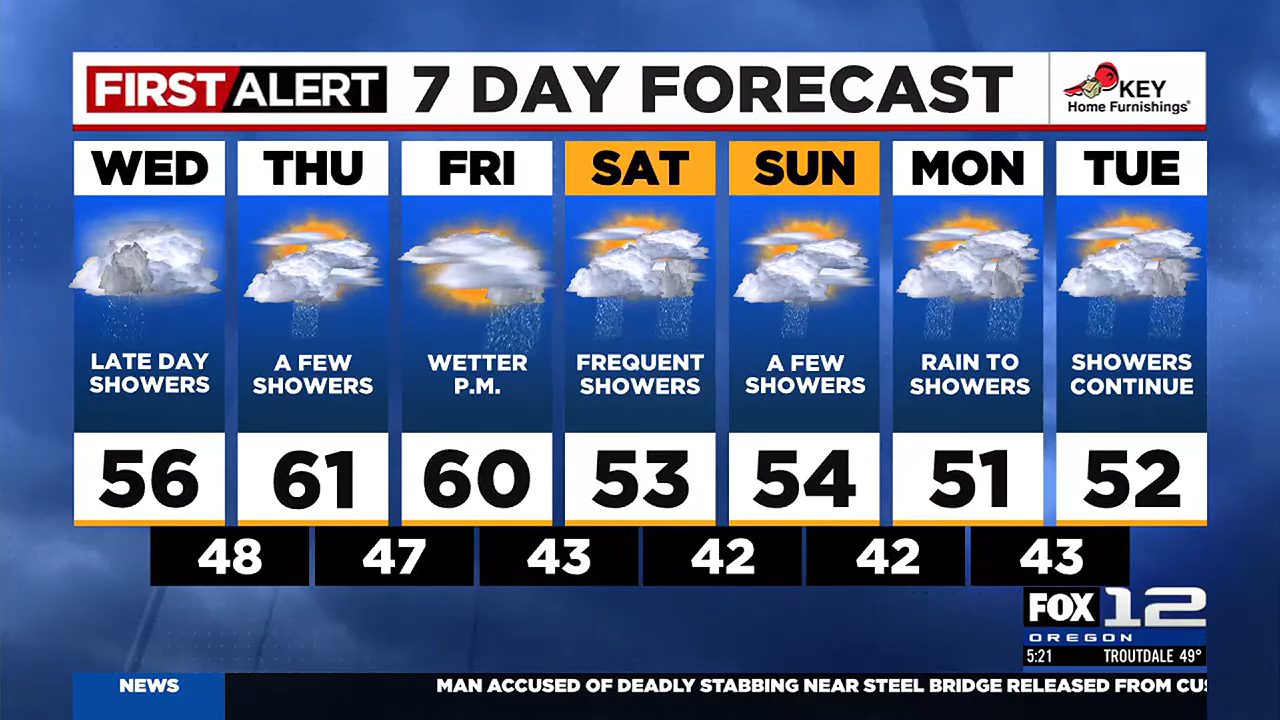 FIRST ALERT 7 DAY FORECAST
KEY
Home Furnishings®
WED THU FRI SAT SUN MON TUE
LATE DAY
SHOWERS
A FEW
SHOWERS
WETTER
P.M.
FREQUENT
SHOWERS
A FEW
SHOWERS
RAIN TO
SHOWERS
SHOWERS
CONTINUE
56 61 60 53 54 51 52
48 47 43 42 42 43
FOX 12
OREGON
5:21 TROUTDALE 49°
NEWS MAN ACCUSED OF DEADLY STABBING NEAR STEEL BRIDGE RELEASED FROM